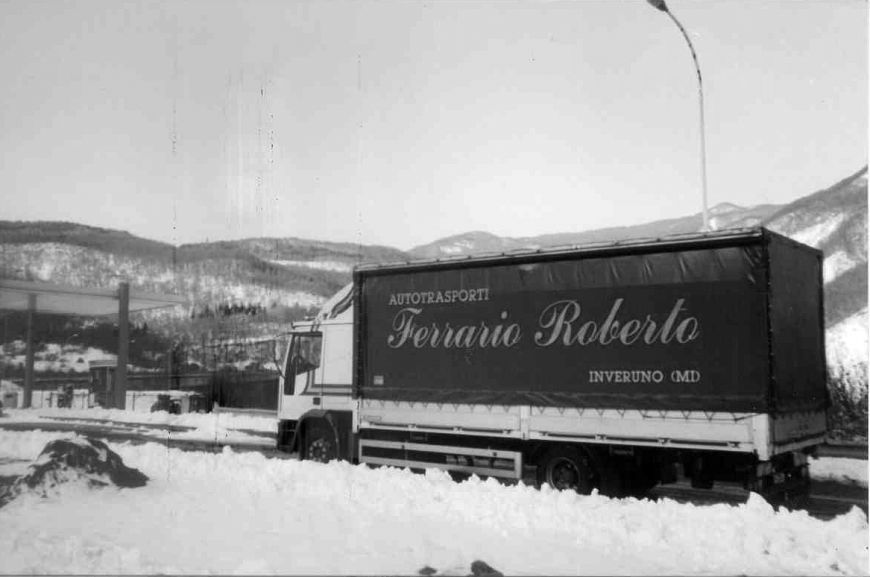 AUTOTRASPORTI
Ferrario Roberto
INVERUNO (MI)